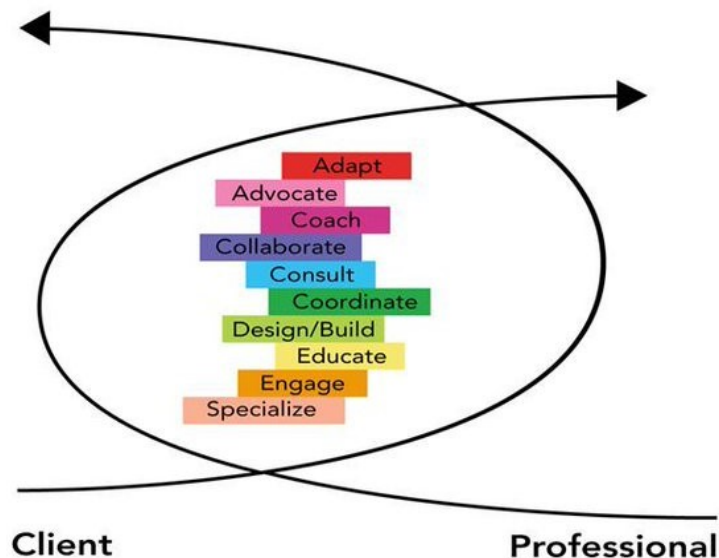 Adapt
Advocate
Coach
Collaborate
Consult
Coordinate
Design/Build
Educate
Engage
Specialize
Client Professional